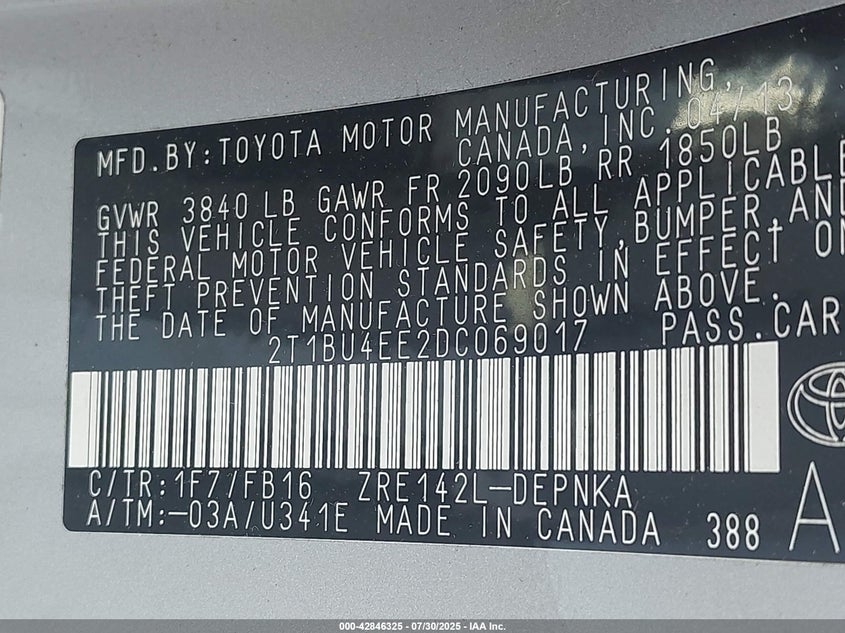 MFD.BY:TOYOTA MOTOR MANUFACTURING,
CANADA, INC. 04/13
GVWR 3840 LB GAWR FR 2090LB RR 1850LB
THIS VEHICLE CONFORMS TO ALL APPLICABLE
FEDERAL MOTOR VEHICLE SAFETY, BUMPER, AND
THEFT PREVENTION STANDARDS IN EFFECT ON
THE DATE OF MANUFACTURE SHOWN ABOVE.
2T1BU4EE2DC069017 PASS.CAR
C/TR:1F7/FB16 ZRE142L-DEPNKA
A/TM:-03A/U341E MADE IN CANADA 388 A
000-42846325 | 07/30/2025 - IAA Inc.